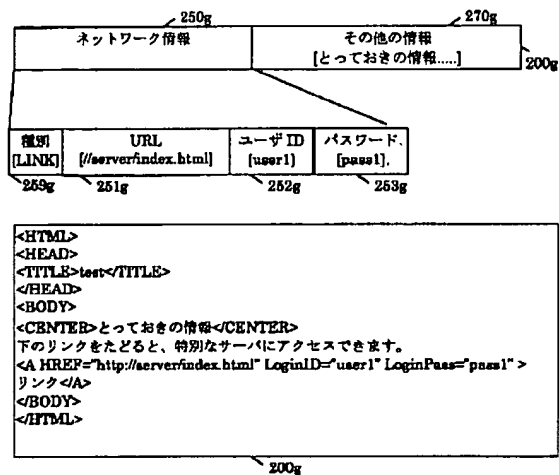 250g
270g
ネットワーク情報
その他の情報
[とっておきの情報.....]
200g
種別
[LINK]
URL
[//server/index.html]
ユーザID
[user1]
パスワード、
[pass1],
259g
251g
252g
253g
<HTML>
<HEAD>
<TITLE>test</TITLE>
</HEAD>
<BODY>
<CENTER>とっておきの情報</CENTER>
下のリンクをたどると、特別なサーバにアクセスできます。
<A HREF="http://server/index.html" LoginID="user1" LoginPass="pass1" >
リンク</A>
</BODY>
</HTML>
200g